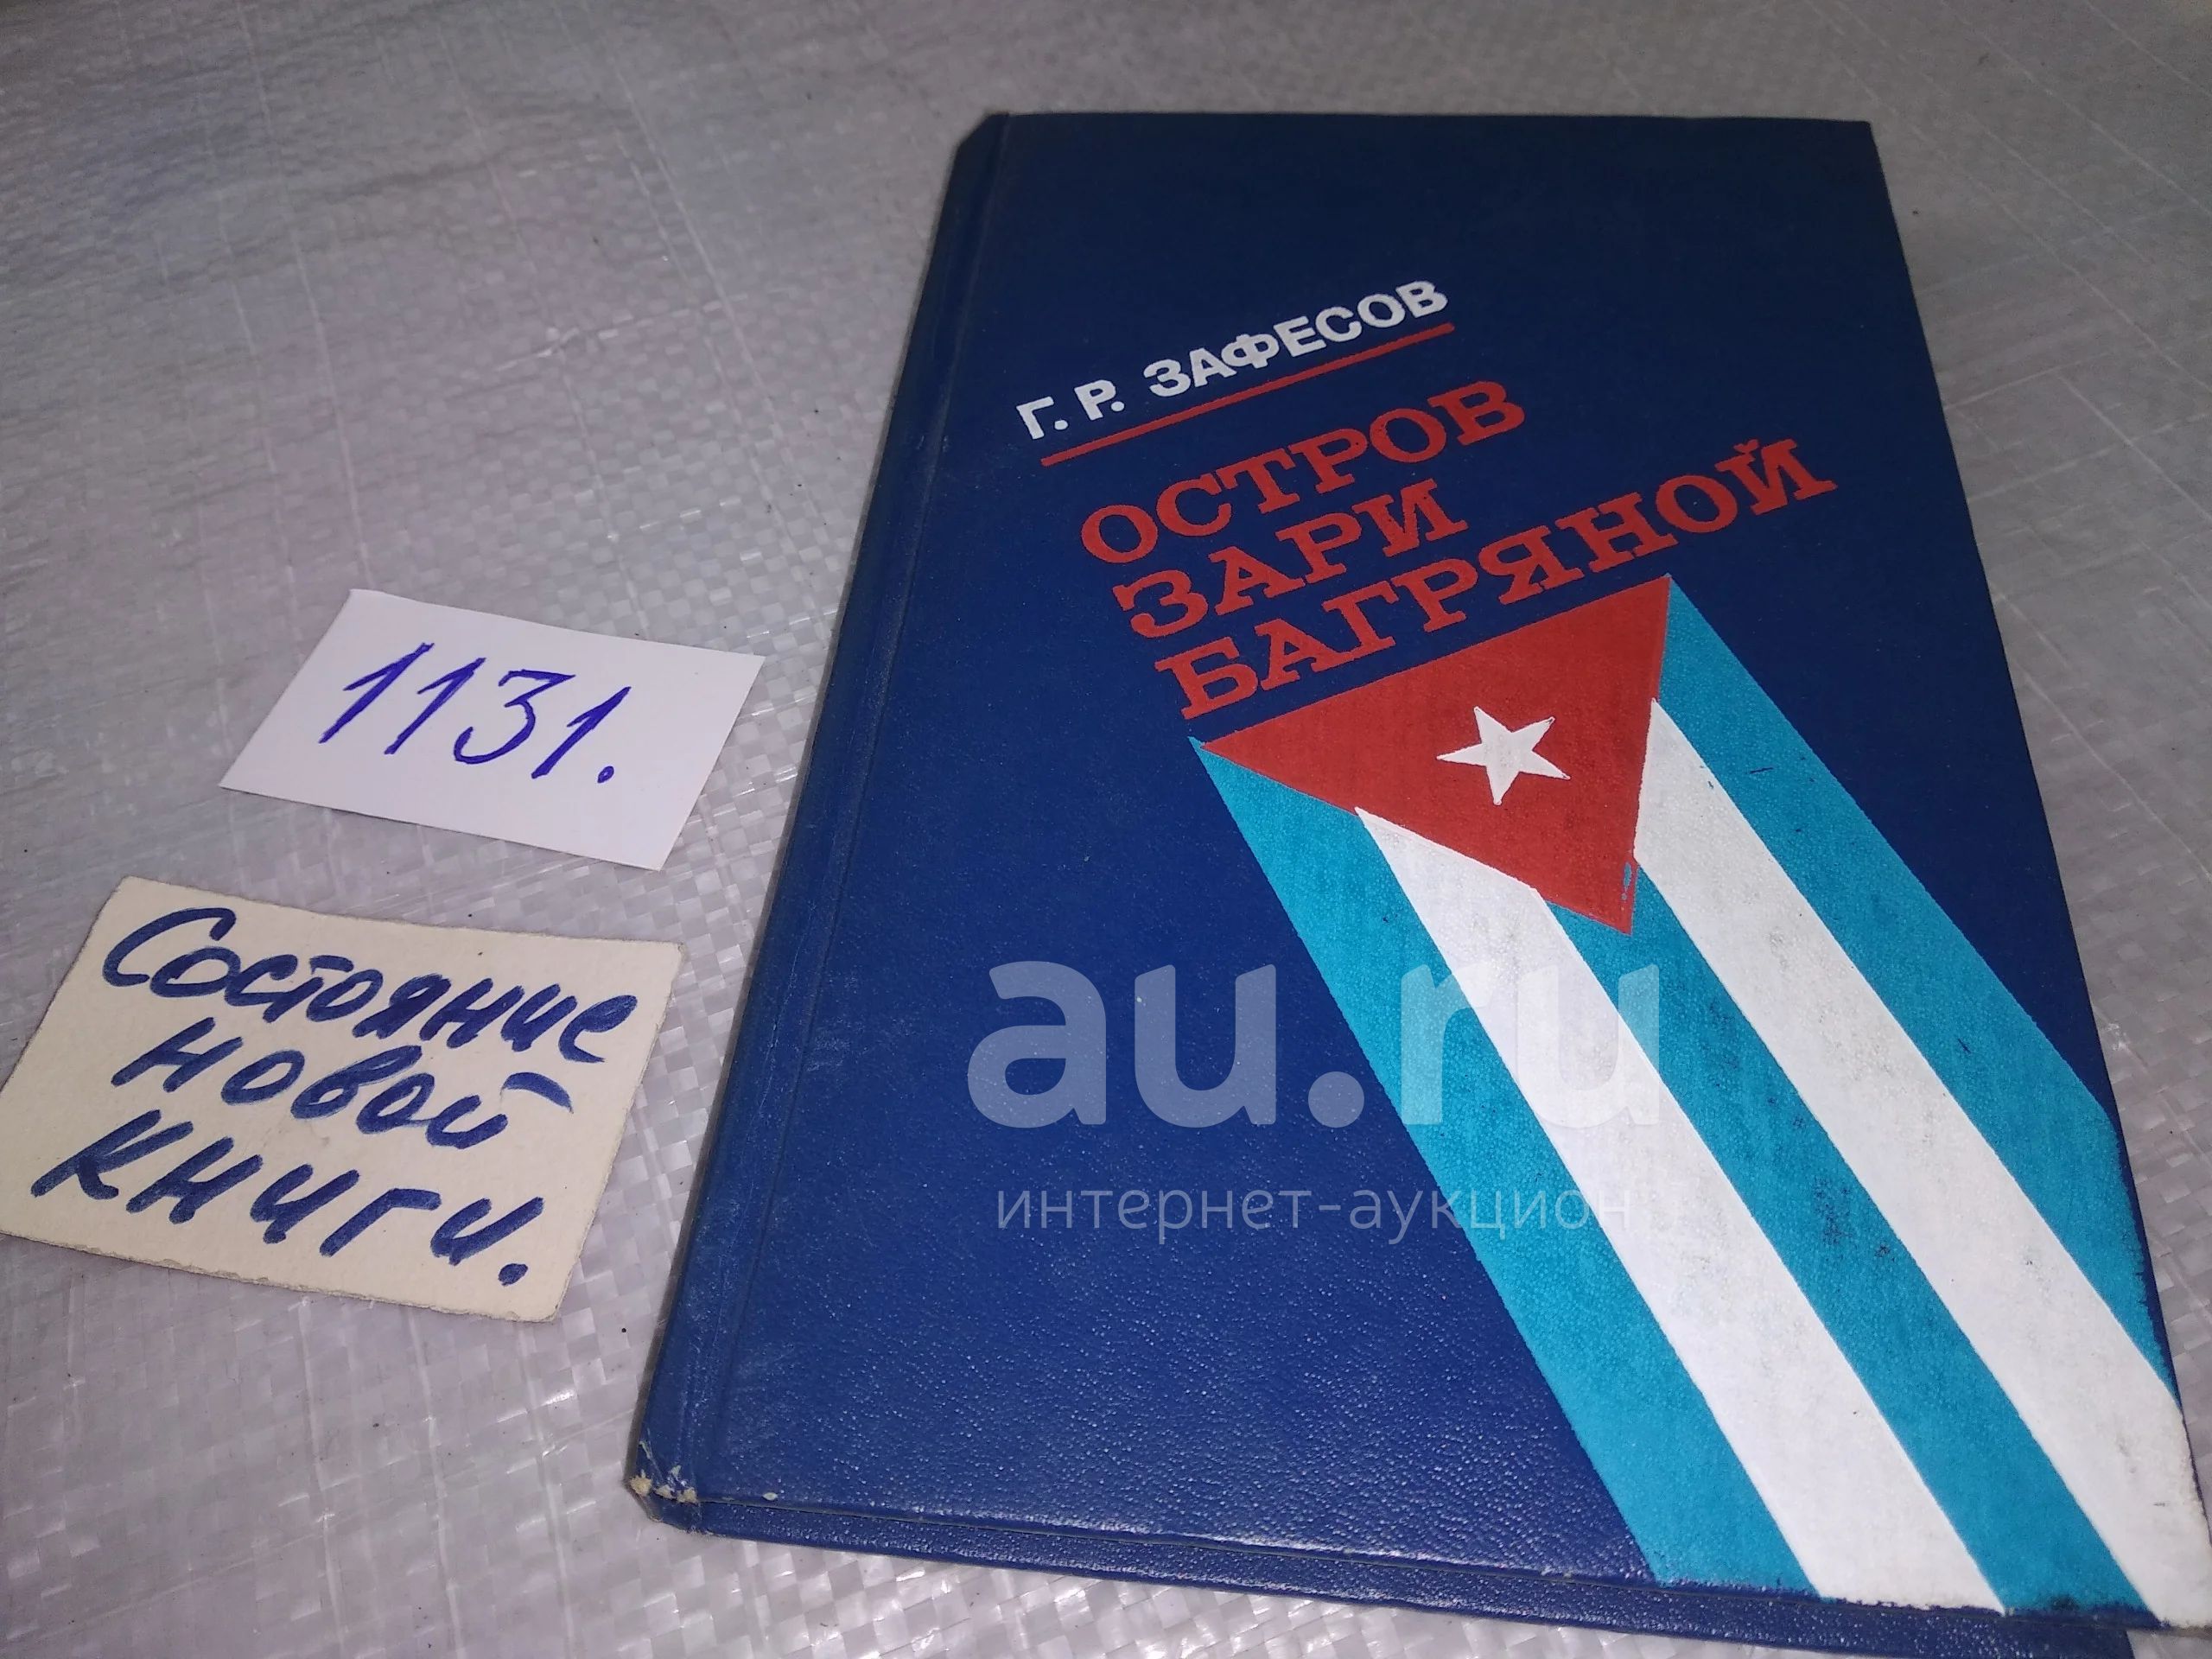 Г. Р. ЗАФЕСОВ
ОСТРОВ
ЗАРИ
БАГРЯНОЙ
1131.
Состояние
новой
книги.
au.ru
интернет-аукцион